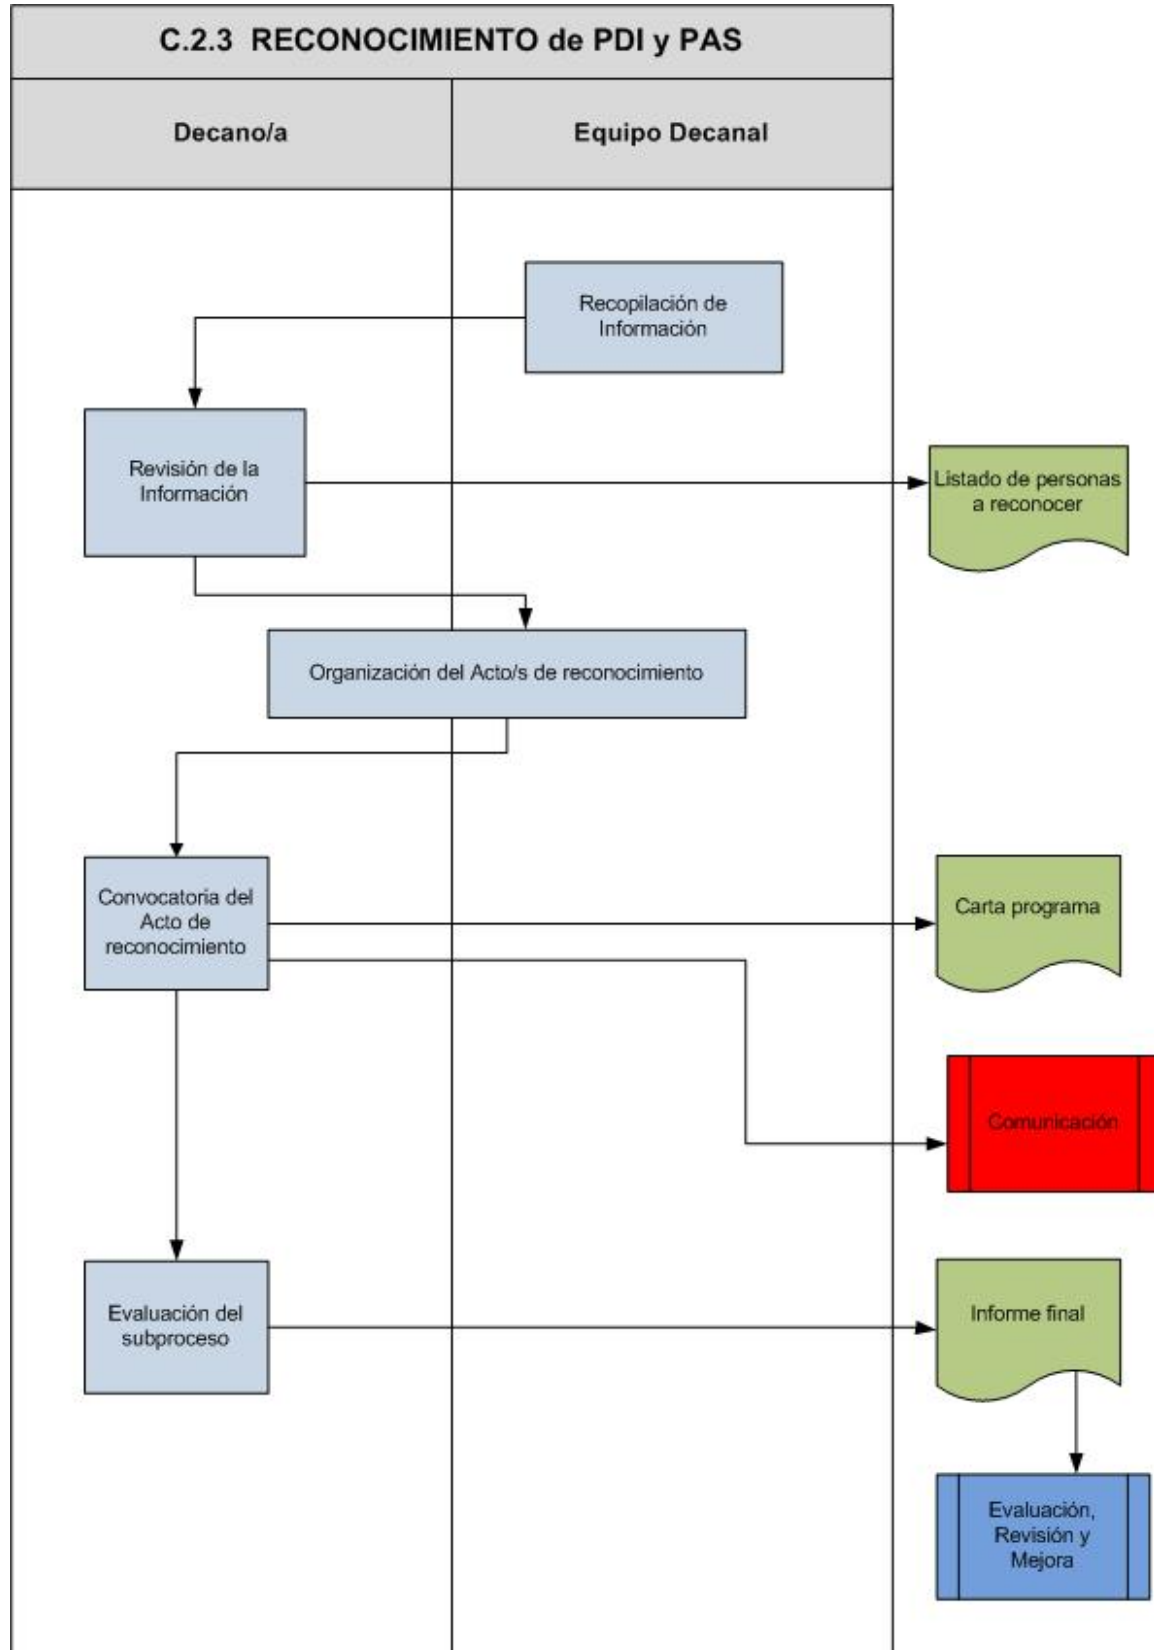 C.2.3 RECONOCIMIENTO de PDI y PAS
Decano/a
Equipo Decanal
Recopilación de
Información
Revisión de la
Información
Listado de personas
a reconocer
Organización del Acto/s de reconocimiento
Convocatoria del
Acto de
reconocimiento
Carta programa
Comunicación
Evaluación del
subproceso
Informe final
Evaluación,
Revisión y
Mejora